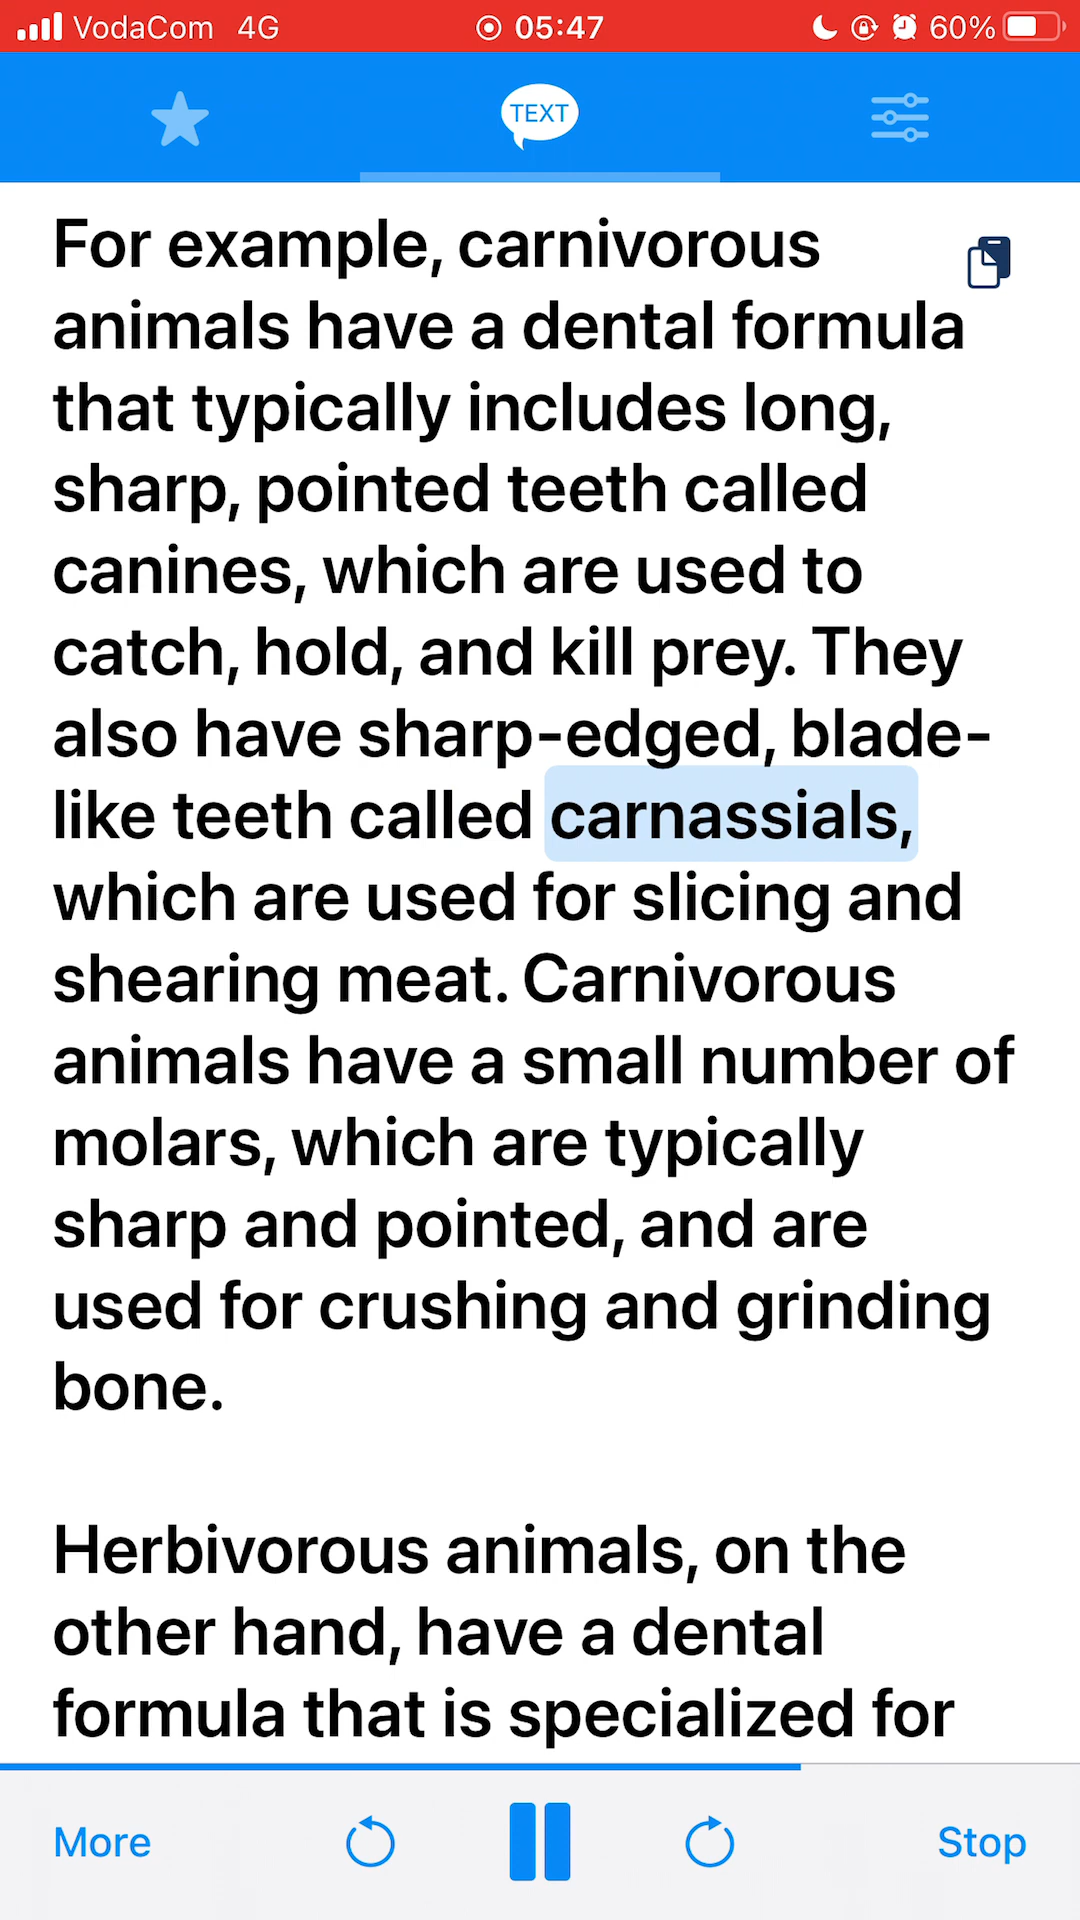 VodaCom 4G 05:47 60%
TEXT
For example, carnivorous
animals have a dental formula
that typically includes long,
sharp, pointed teeth called
canines, which are used to
catch, hold, and kill prey. They
also have sharp-edged, blade-
like teeth called carnassials,
which are used for slicing and
shearing meat. Carnivorous
animals have a small number of
molars, which are typically
sharp and pointed, and are
used for crushing and grinding
bone.
Herbivorous animals, on the
other hand, have a dental
formula that is specialized for
More Stop